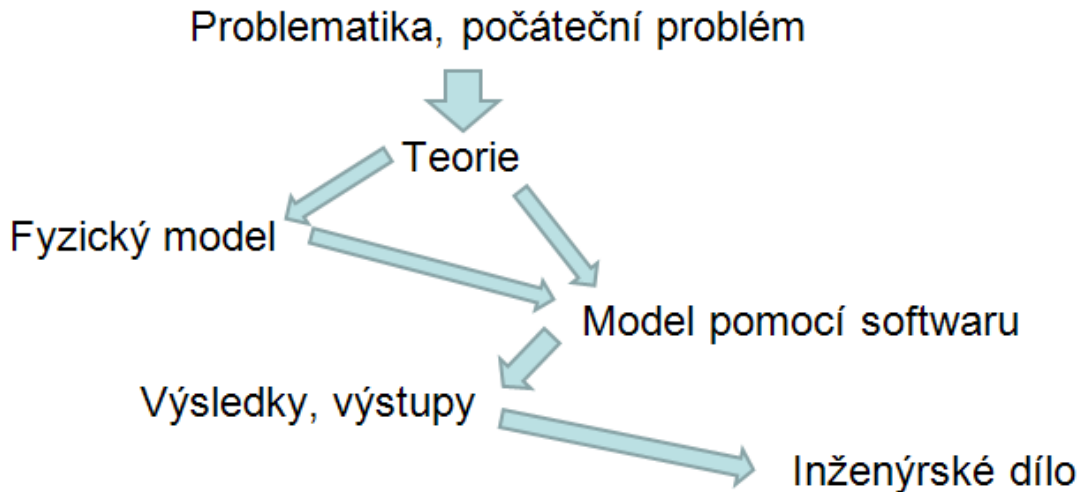 Problematika, počáteční problém
Teorie
Fyzický model
Model pomocí softwaru
Výsledky, výstupy
Inženýrské dílo